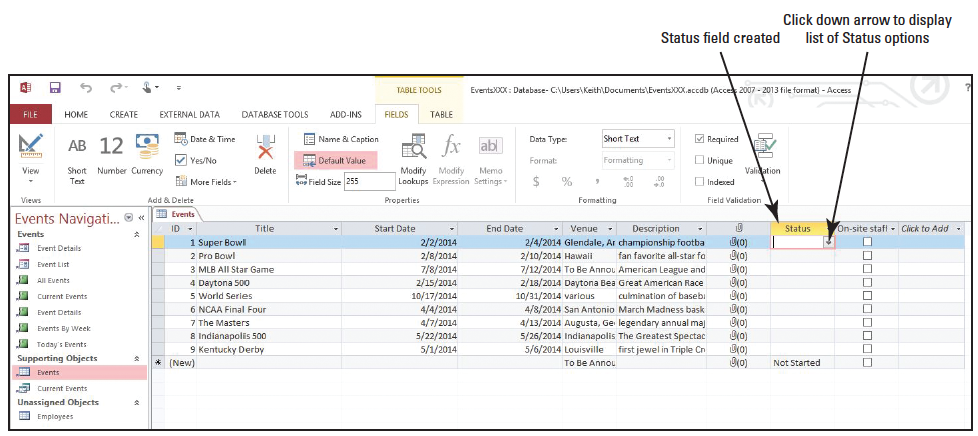 Click down arrow to display
Status field created list of Status options
TABLE TOOLS EventsXXX : Database- C:\Users\Keith\Documents\EventsXXX.accdb (Access 2007 - 2013 file format) - Access ?
FILE HOME CREATE EXTERNAL DATA DATABASE TOOLS ADD-INS FIELDS TABLE
View
Views
AB Short Text
12 Number
Currency
Date & Time
Yes/No
More Fields
Delete
Add & Delete
Name & Caption
Default Value
Field Size 255
Modify Lookups
fx Modify Expression
ab Memo Settings
Properties
Data Type: Short Text
Format: Formatting
$ % , .00 .00
Formatting
Required
Unique
Indexed
Validation
Field Validation
Events Navigati... «
Events
Event Details
Event List
All Events
Current Events
Event Details
Events By Week
Today's Events
Supporting Objects
Events
Current Events
Unassigned Objects
Employees
Events
ID Title Start Date End Date Venue Description Status On-site staff Click to Add
1 Super Bowll 2/2/2014 2/4/2014 Glendale, Ar championship footba (0)
2 Pro Bowl 2/8/2014 2/10/2014 Hawaii fan favorite all-star fo (0)
3 MLB All Star Game 7/8/2014 7/12/2014 To Be Annou American League and (0)
4 Daytona 500 2/15/2014 2/18/2014 Daytona Bea Great American Race (0)
5 World Series 10/17/2014 10/31/2014 various culmination of baseba (0)
6 NCAA Final Four 4/4/2014 4/8/2014 San Antonio March Madness bask (0)
7 The Masters 4/7/2014 4/13/2014 Augusta, Geo legendary annual maj (0)
8 Indianapolis 500 5/22/2014 5/26/2014 Indianapolis The Greatest Spectac (0)
9 Kentucky Derby 5/1/2014 5/6/2014 Louisville first jewel in Triple Cr (0)
* (New) To Be Annou (0) Not Started